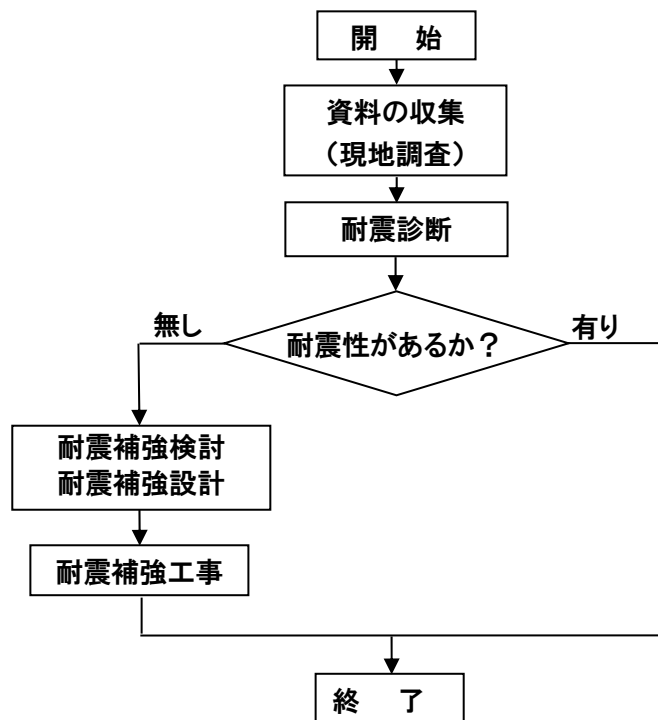 開　始
資料の収集
（現地調査）
耐震診断
耐震性があるか？
無し
有り
耐震補強検討
耐震補強設計
耐震補強工事
終　了